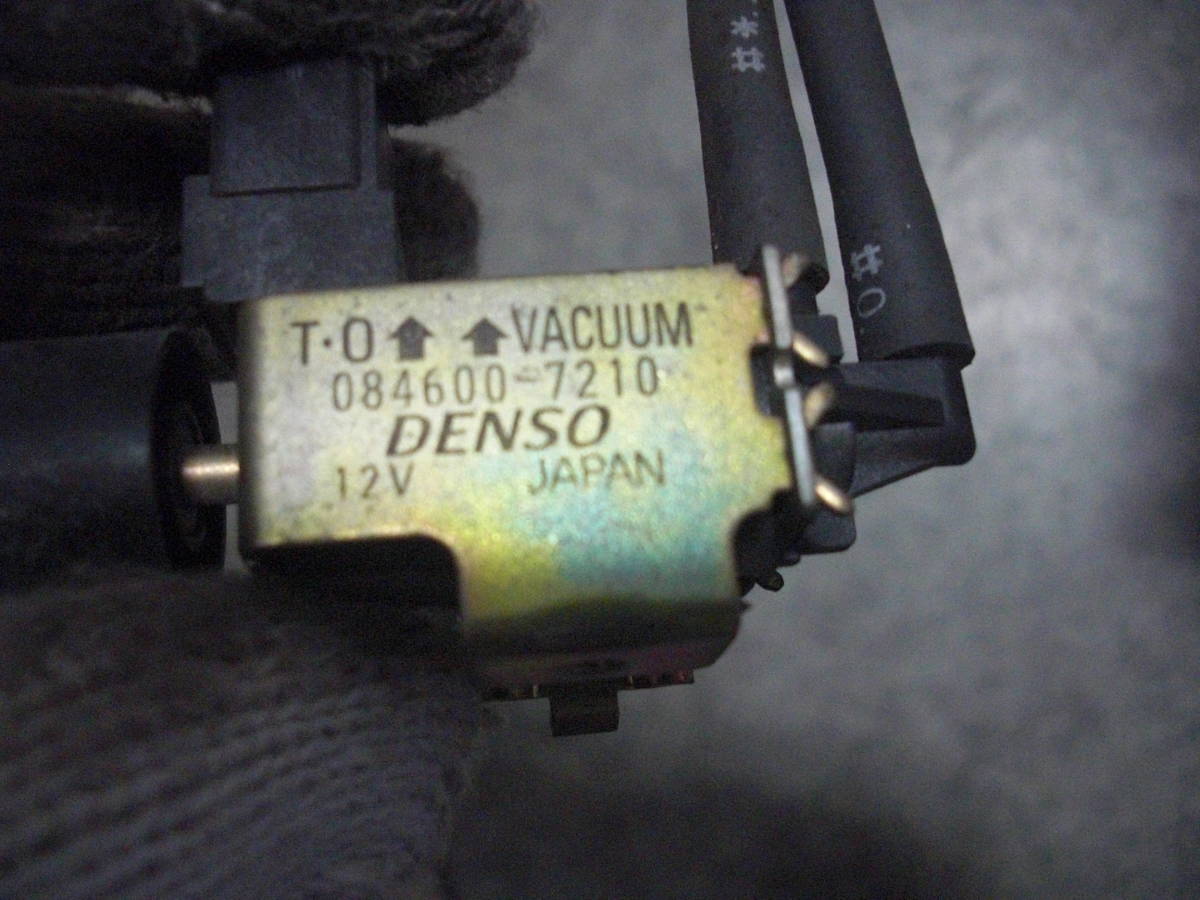 #*
T·O⬆ ⬆VACUUM
084600-7210
DENSO
12V JAPAN
#O